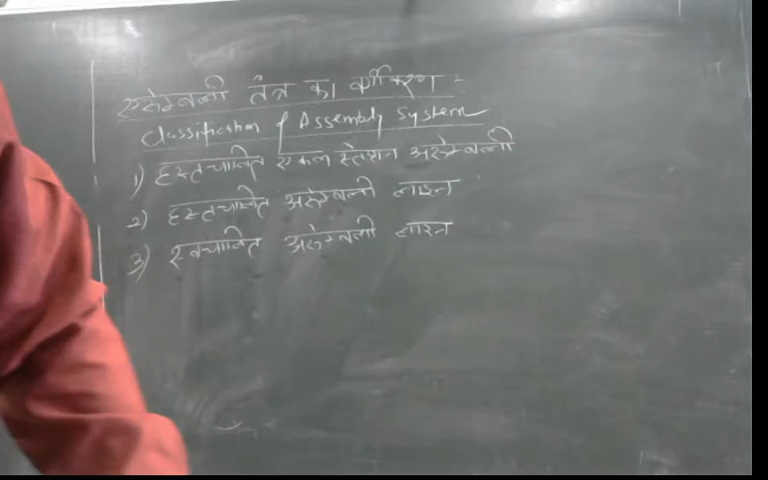 एसेम्बली तंत्र का वर्गीकरण :
Classification of Assembly System
1) हस्तचालित एकल स्टेशन असेम्बली
2) हस्तचालित असेम्बली लाइन
3) स्वचालित असेम्बली लाइन